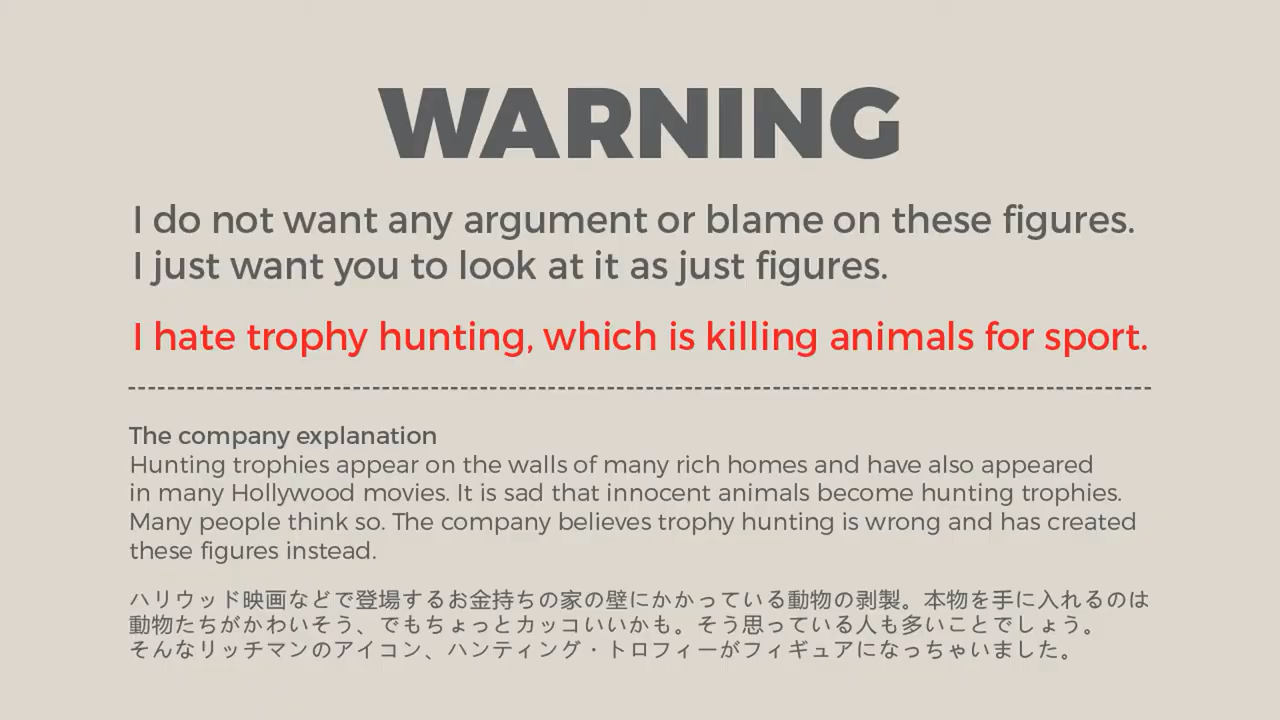 WARNING
I do not want any argument or blame on these figures.
I just want you to look at it as just figures.
I hate trophy hunting, which is killing animals for sport.
The company explanation
Hunting trophies appear on the walls of many rich homes and have also appeared
in many Hollywood movies. It is sad that innocent animals become hunting trophies.
Many people think so. The company believes trophy hunting is wrong and has created
these figures instead.
ハリウッド映画などで登場するお金持ちの家の壁にかかっている動物の剥製。本物を手に入れるのは
動物たちがかわいそう、でもちょっとカッコいいかも。そう思っている人も多いことでしょう。
そんなリッチマンのアイコン、ハンティング・トロフィーがフィギュアになっちゃいました。